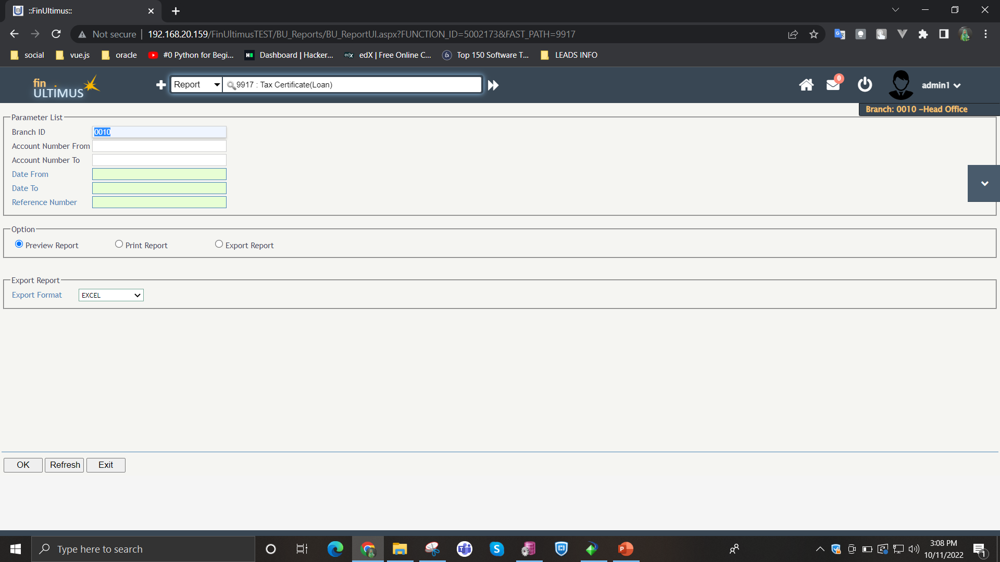 ::FinUltimus::
Not secure | 192.168.20.159/FinUltimusTEST/BU_Reports/BU_ReportUI.aspx?FUNCTION_ID=5002173&FAST_PATH=9917
social vue.js oracle #0 Python for Begi... Dashboard | Hacker... edX | Free Online C... Top 150 Software T... LEADS INFO
fin ULTIMUS
Report 9917 : Tax Certificate(Loan)
0
admin1
Branch: 0010 -Head Office
Parameter List
Branch ID 0010
Account Number From
Account Number To
Date From
Date To
Reference Number
Option
Preview Report Print Report Export Report
Export Report
Export Format EXCEL
OK Refresh Exit
Type here to search
3:08 PM
10/11/2022
1